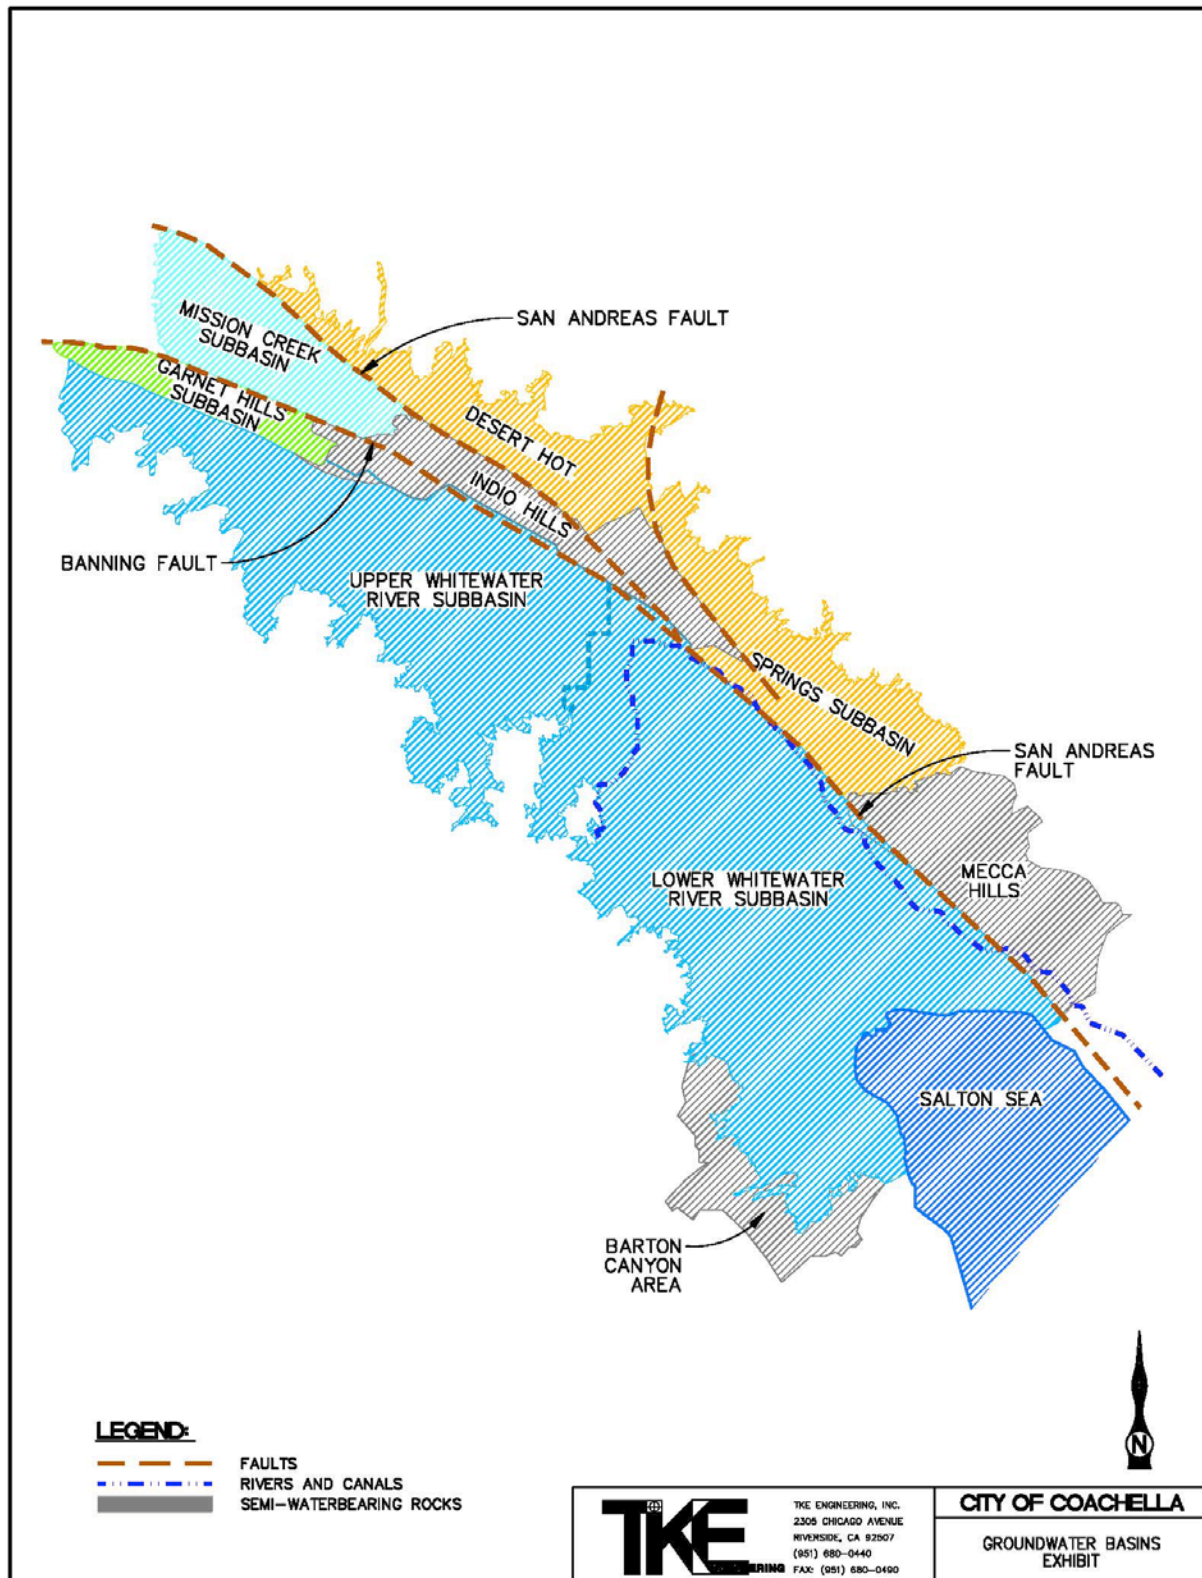 SAN ANDREAS FAULT
MISSION CREEK
SUBBASIN
GARNET HILLS
SUBBASIN
DESERT HOT
INDIO HILLS
BANNING FAULT
UPPER WHITEWATER
RIVER SUBBASIN
SPRINGS SUBBASIN
SAN ANDREAS
FAULT
LOWER WHITEWATER
RIVER SUBBASIN
MECCA
HILLS
SALTON SEA
BARTON
CANYON
AREA
N
LEGEND:
FAULTS
RIVERS AND CANALS
SEMI-WATERBEARING ROCKS
TKE
ERING
TKE ENGINEERING, INC.
2305 CHICAGO AVENUE
RIVERSIDE, CA 92507
(951) 680-0440
FAX: (951) 680-0490
CITY OF COACHELLA
GROUNDWATER BASINS
EXHIBIT